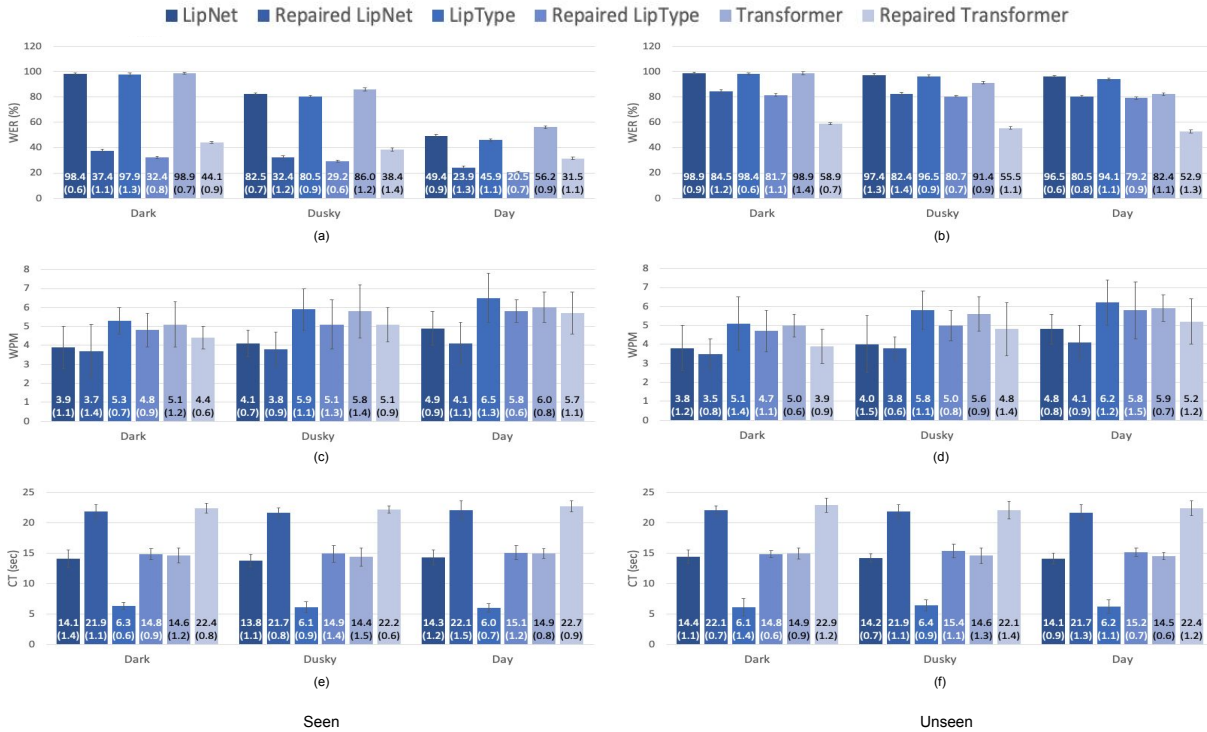 LipNet Repaired LipNet LipType Repaired LipType Transformer Repaired Transformer
WER (%)
120
100
80
60
40
20
0
98.4 37.4 97.9 32.4 98.9 44.1
(0.6) (1.1) (1.3) (0.8) (0.7) (0.9)
82.5 32.4 80.5 29.2 86.0 38.4
(0.7) (1.2) (0.9) (0.6) (1.2) (1.4)
49.4 23.9 45.9 20.5 56.2 31.5
(0.9) (1.3) (1.1) (0.7) (0.9) (1.1)
Dark Dusky Day
(a)
WER (%)
120
100
80
60
40
20
0
98.9 84.5 98.4 81.7 98.9 58.9
(0.9) (1.2) (0.6) (1.1) (1.4) (0.7)
97.4 82.4 96.5 80.7 91.4 55.5
(1.3) (1.4) (0.9) (0.7) (0.9) (1.1)
96.5 80.5 94.1 79.2 82.4 52.9
(0.6) (0.8) (1.1) (0.9) (1.1) (1.3)
Dark Dusky Day
(b)
WPM
8
7
6
5
4
3
2
1
0
3.9 3.7 5.3 4.8 5.1 4.4
(1.1) (1.4) (0.7) (0.9) (1.2) (0.6)
4.1 3.8 5.9 5.1 5.8 5.1
(0.7) (0.9) (1.1) (1.3) (1.4) (0.9)
4.9 4.1 6.5 5.8 6.0 5.7
(0.9) (1.1) (1.3) (0.6) (0.8) (1.1)
Dark Dusky Day
(c)
WPM
8
7
6
5
4
3
2
1
0
3.8 3.5 5.1 4.7 5.0 3.9
(1.2) (0.8) (1.4) (1.1) (0.6) (0.9)
4.0 3.8 5.8 5.0 5.6 4.8
(1.5) (0.6) (1.1) (0.8) (0.9) (1.4)
4.8 4.1 6.2 5.8 5.9 5.2
(0.8) (0.9) (1.2) (1.5) (0.7) (1.2)
Dark Dusky Day
(d)
CT (sec)
25
20
15
10
5
0
14.1 21.9 6.3 14.8 14.6 22.4
(1.4) (1.1) (0.6) (0.9) (1.2) (0.8)
13.8 21.7 6.1 14.9 14.4 22.2
(1.1) (0.8) (0.9) (1.4) (1.5) (0.6)
14.3 22.1 6.0 15.1 14.9 22.7
(1.2) (1.5) (0.7) (1.2) (0.8) (0.9)
Dark Dusky Day
(e)
CT (sec)
25
20
15
10
5
0
14.4 22.1 6.1 14.8 14.9 22.9
(1.1) (0.7) (1.4) (0.6) (0.9) (1.2)
14.2 21.9 6.4 15.4 14.6 22.1
(0.7) (1.1) (0.9) (1.1) (1.3) (1.4)
14.1 21.7 6.2 15.2 14.5 22.4
(0.9) (1.3) (1.1) (0.7) (0.6) (1.2)
Dark Dusky Day
(f)
Seen Unseen